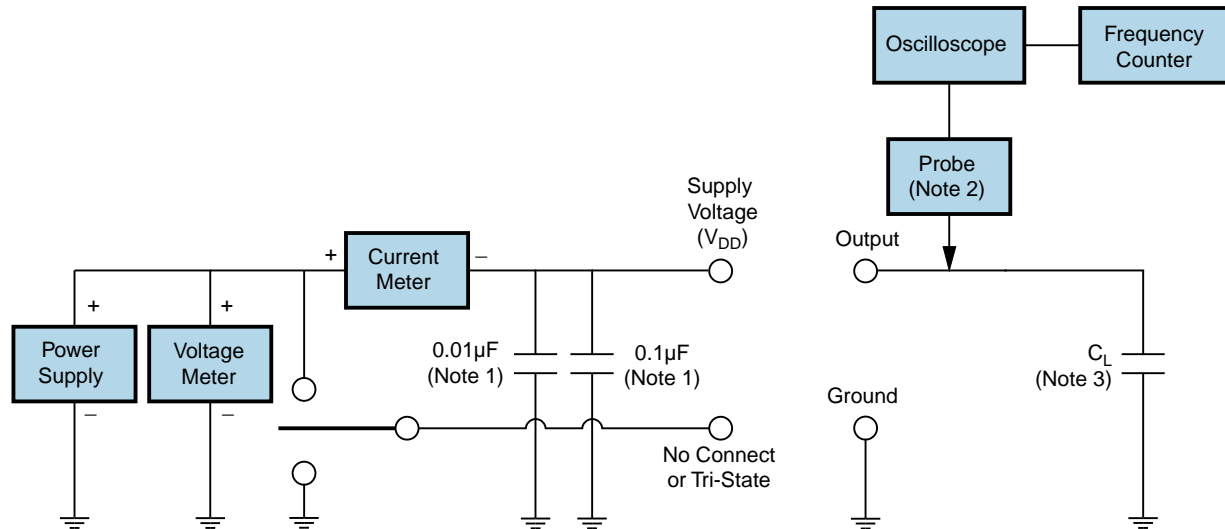 Oscilloscope
Frequency
Counter
Probe
(Note 2)
Supply
Voltage
(VDD)
Output
+
Current
Meter
–
+
+
Power
Supply
Voltage
Meter
0.01µF
(Note 1)
0.1µF
(Note 1)
CL
(Note 3)
–
–
Ground
No Connect
or Tri-State